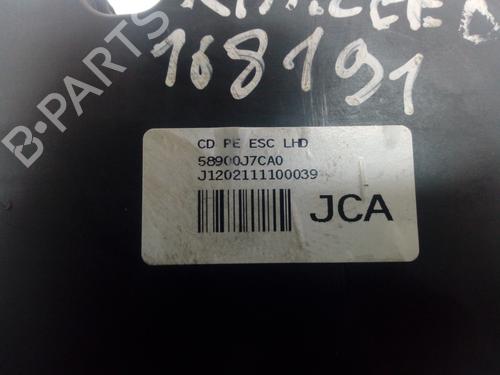 168191
CD PE ESC LHD
58900J7CA0
J1202111100039
JCA
B-PARTS